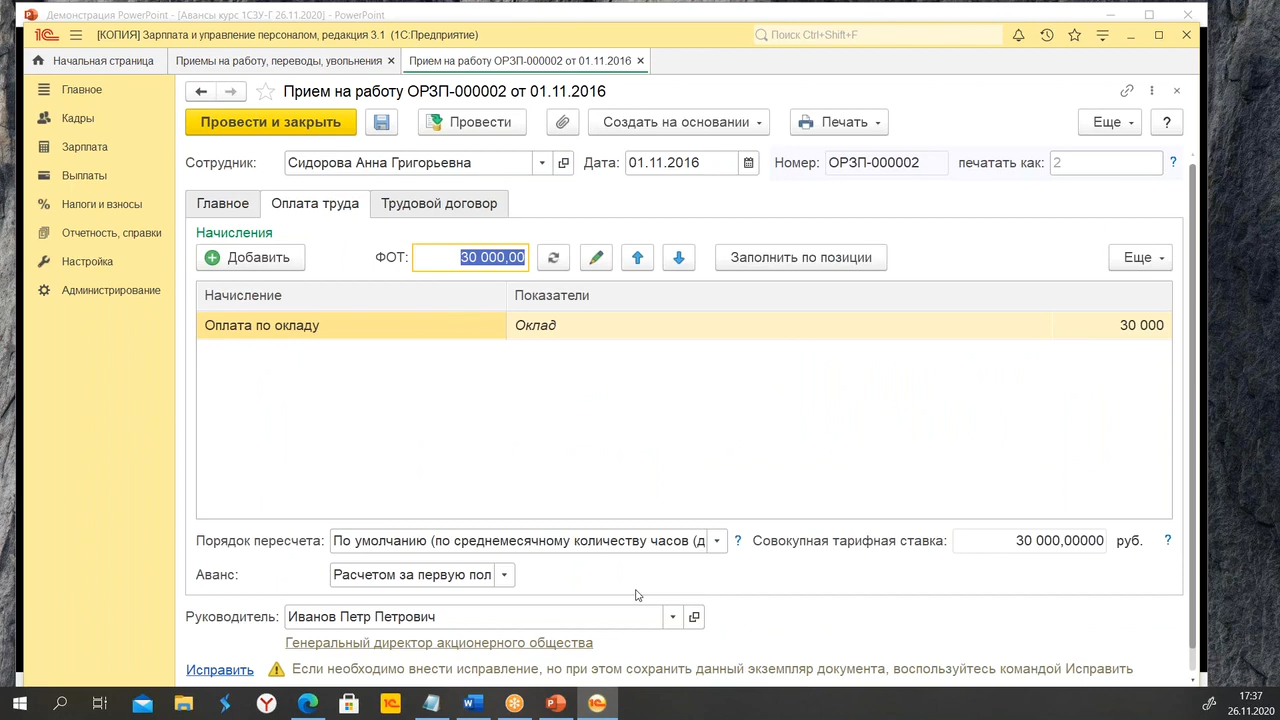 Демонстрация PowerPoint - [Авансы курс 1СЗУ-Г 26.11.2020] - PowerPoint
[КОПИЯ] Зарплата и управление персоналом, редакция 3.1 (1С:Предприятие)
Поиск Ctrl+Shift+F
Начальная страница
Приемы на работу, переводы, увольнения
Прием на работу ОРЗП-000002 от 01.11.2016
Главное
Кадры
Зарплата
Выплаты
Налоги и взносы
Отчетность, справки
Настройка
Администрирование
Прием на работу ОРЗП-000002 от 01.11.2016
Провести и закрыть
Провести
Создать на основании
Печать
Еще
?
Сотрудник:
Сидорова Анна Григорьевна
Дата:
01.11.2016
Номер:
ОРЗП-000002
печатать как:
2
?
Главное
Оплата труда
Трудовой договор
Начисления
Добавить
ФОТ:
30 000,00
Заполнить по позиции
Еще
Начисление
Показатели
Оплата по окладу
Оклад
30 000
Порядок пересчета:
По умолчанию (по среднемесячному количеству часов (д
?
Совокупная тарифная ставка:
30 000,00000
руб.
?
Аванс:
Расчетом за первую пол
Руководитель:
Иванов Петр Петрович
Генеральный директор акционерного общества
Исправить
Если необходимо внести исправление, но при этом сохранить данный экземпляр документа, воспользуйтесь командой Исправить
17:37
26.11.2020